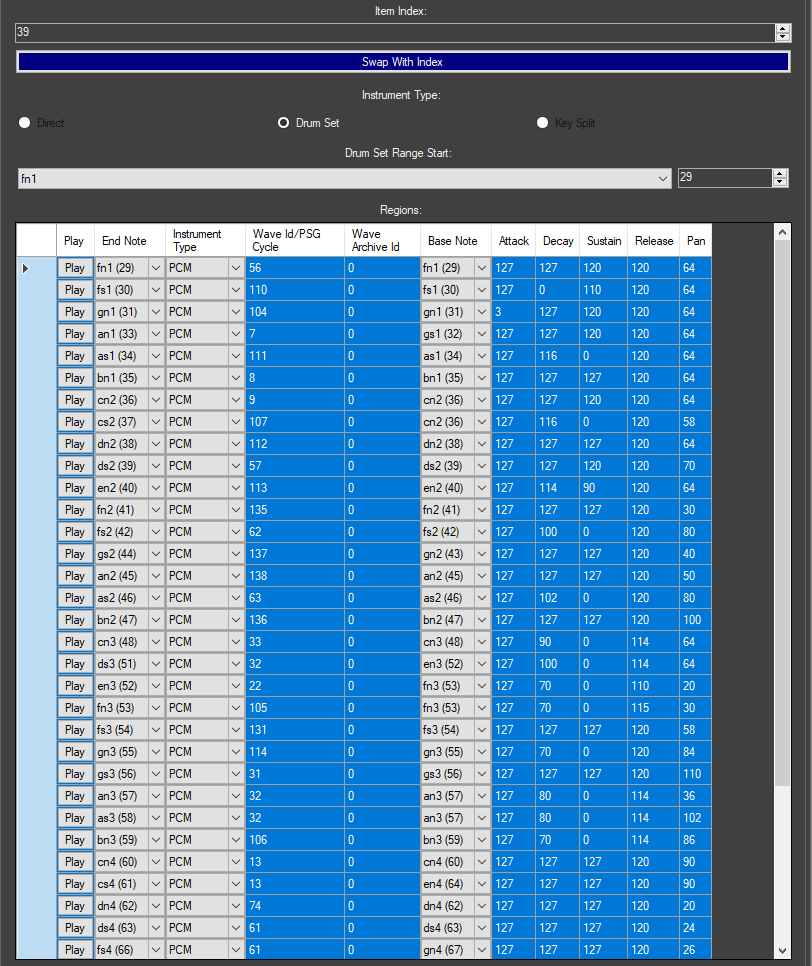 Item Index:
39
Swap With Index
Instrument Type:
Direct Drum Set Key Split
Drum Set Range Start:
fn1 29
Regions:
Play End Note Instrument Type Wave Id/PSG Cycle Wave Archive Id Base Note Attack Decay Sustain Release Pan
Play fn1 (29) PCM 56 0 fn1 (29) 127 127 120 120 64
Play fs1 (30) PCM 110 0 fs1 (30) 127 0 110 120 64
Play gn1 (31) PCM 104 0 gn1 (31) 3 127 120 120 64
Play an1 (33) PCM 7 0 gs1 (32) 127 127 120 120 64
Play as1 (34) PCM 111 0 as1 (34) 127 116 0 120 64
Play bn1 (35) PCM 8 0 bn1 (35) 127 127 127 120 64
Play cn2 (36) PCM 9 0 cn2 (36) 127 127 120 120 64
Play cs2 (37) PCM 107 0 cn2 (36) 127 116 0 120 58
Play dn2 (38) PCM 112 0 dn2 (38) 127 127 127 120 64
Play ds2 (39) PCM 57 0 ds2 (39) 127 127 120 120 70
Play en2 (40) PCM 113 0 en2 (40) 127 114 90 120 64
Play fn2 (41) PCM 135 0 fn2 (41) 127 127 127 120 30
Play fs2 (42) PCM 62 0 fs2 (42) 127 100 0 120 80
Play gs2 (44) PCM 137 0 gn2 (43) 127 127 127 120 40
Play an2 (45) PCM 138 0 an2 (45) 127 127 127 120 50
Play as2 (46) PCM 63 0 as2 (46) 127 102 0 120 80
Play bn2 (47) PCM 136 0 bn2 (47) 127 127 127 120 100
Play cn3 (48) PCM 33 0 cn3 (48) 127 90 0 114 64
Play ds3 (51) PCM 32 0 en3 (52) 127 100 0 114 64
Play en3 (52) PCM 22 0 fn3 (53) 127 70 0 110 20
Play fn3 (53) PCM 105 0 fn3 (53) 127 70 0 115 30
Play fs3 (54) PCM 131 0 fs3 (54) 127 127 127 120 58
Play gn3 (55) PCM 114 0 gn3 (55) 127 70 0 120 84
Play gs3 (56) PCM 31 0 gs3 (56) 127 127 127 120 110
Play an3 (57) PCM 32 0 an3 (57) 127 80 0 114 36
Play as3 (58) PCM 32 0 an3 (57) 127 80 0 114 102
Play bn3 (59) PCM 106 0 bn3 (59) 127 70 0 114 86
Play cn4 (60) PCM 13 0 cn4 (60) 127 127 127 120 90
Play cs4 (61) PCM 13 0 en4 (64) 127 127 127 120 90
Play dn4 (62) PCM 74 0 dn4 (62) 127 127 127 120 20
Play ds4 (63) PCM 61 0 ds4 (63) 127 127 127 120 24
Play fs4 (66) PCM 61 0 gn4 (67) 127 127 127 120 26